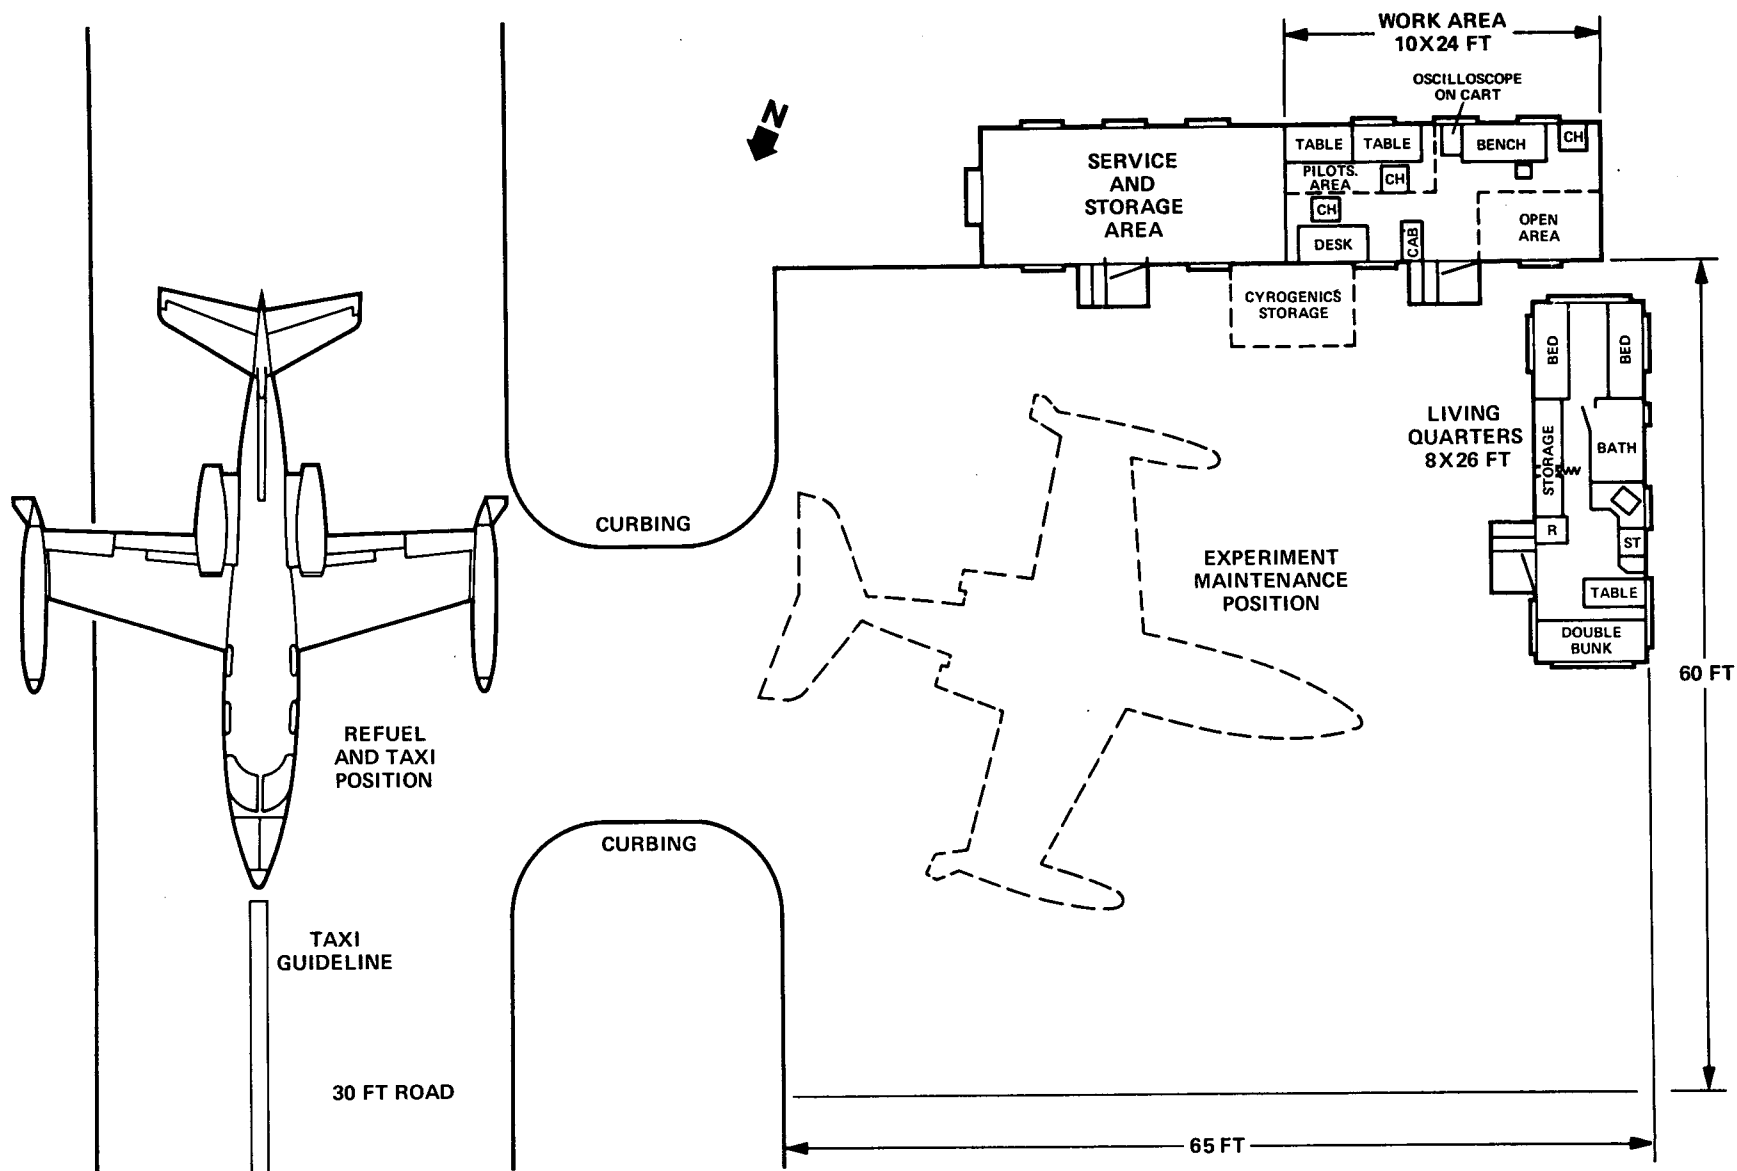 WORK AREA
10X24 FT
OSCILLOSCOPE
ON CART
N
SERVICE
AND
STORAGE
AREA
TABLE
TABLE
BENCH
CH
PILOTS.
AREA
CH
CH
DESK
CAB
OPEN
AREA
CYROGENICS
STORAGE
BED
BED
LIVING
QUARTERS
8X26 FT
STORAGE
BATH
R
ST
TABLE
DOUBLE
BUNK
60 FT
CURBING
EXPERIMENT
MAINTENANCE
POSITION
REFUEL
AND TAXI
POSITION
CURBING
TAXI
GUIDELINE
30 FT ROAD
65 FT